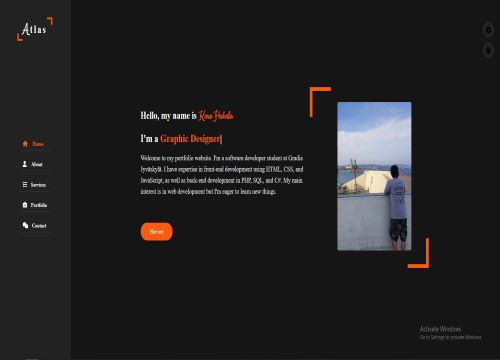 Atlas
Home
About
Services
Portfolio
Contact
Hello, my name is
I'm a Graphic Designer
Welcome to my portfolio website. I'm a software developer student at Gradia
Jyväskylä. I have expertise in front-end development using HTML, CSS, and
JavaScript, as well as back-end development in PHP, SQL, and C#. My main
interest is in web development but I'm eager to learn new things.
Hire me
Activate Windows
Go to Settings to activate Windows.